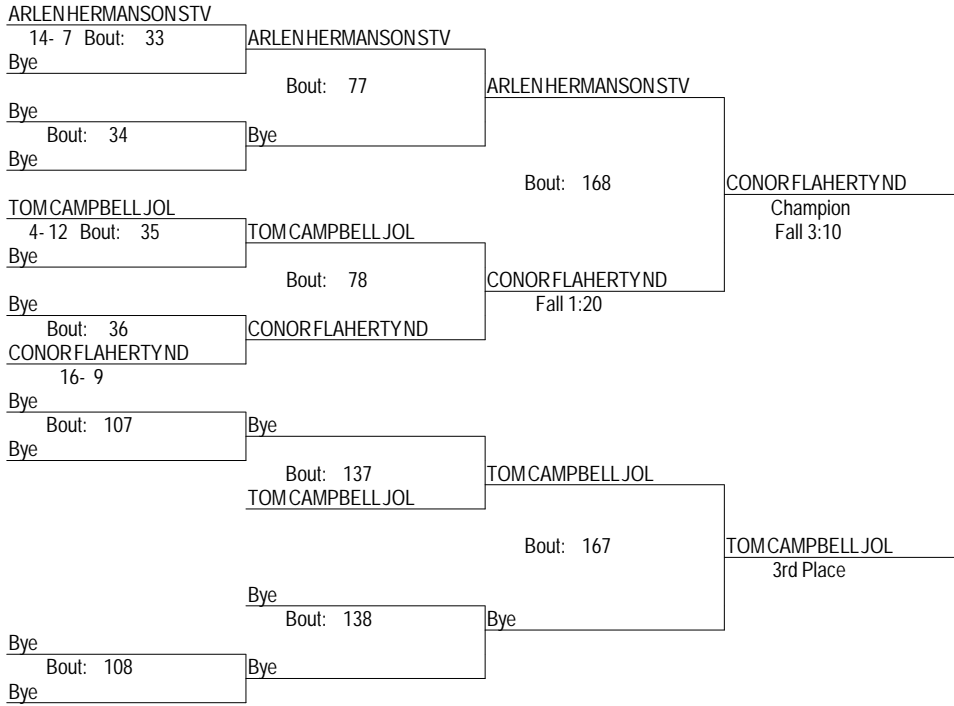 ARLEN HERMANSON STV
14- 7 Bout: 33
Bye
ARLEN HERMANSON STV
Bout: 77
ARLEN HERMANSON STV
Bye
Bout: 34
Bye
Bye
Bout: 168
CONOR FLAHERTY ND
Champion
Fall 3:10
TOM CAMPBELL JOL
4- 12 Bout: 35
Bye
TOM CAMPBELL JOL
Bout: 78
CONOR FLAHERTY ND
Fall 1:20
Bye
Bout: 36
CONOR FLAHERTY ND
16- 9
CONOR FLAHERTY ND
Bye
Bout: 107
Bye
Bye
Bout: 137
TOM CAMPBELL JOL
TOM CAMPBELL JOL
Bout: 167
TOM CAMPBELL JOL
3rd Place
Bye
Bout: 138
Bye
Bye
Bout: 108
Bye
Bye